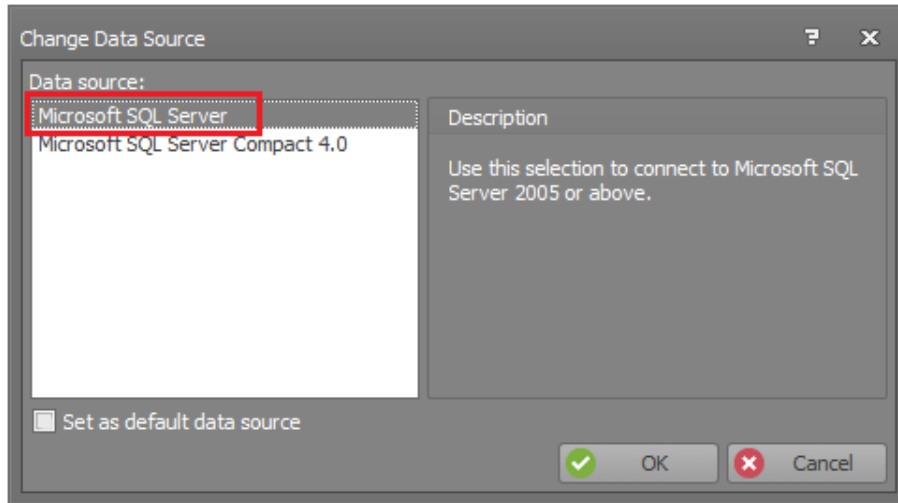 Change Data Source
Data source:
Microsoft SQL Server
Microsoft SQL Server Compact 4.0
Description
Use this selection to connect to Microsoft SQL
Server 2005 or above.
Set as default data source
OK
Cancel